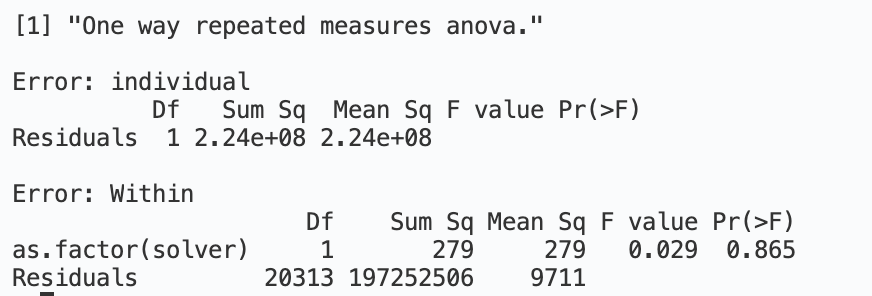 [1] "One way repeated measures anova."
Error: individual
Df Sum Sq Mean Sq F value Pr(>F)
Residuals 1 2.24e+08 2.24e+08
Error: Within
Df Sum Sq Mean Sq F value Pr(>F)
as.factor(solver) 1 279 279 0.029 0.865
Residuals 20313 197252506 9711